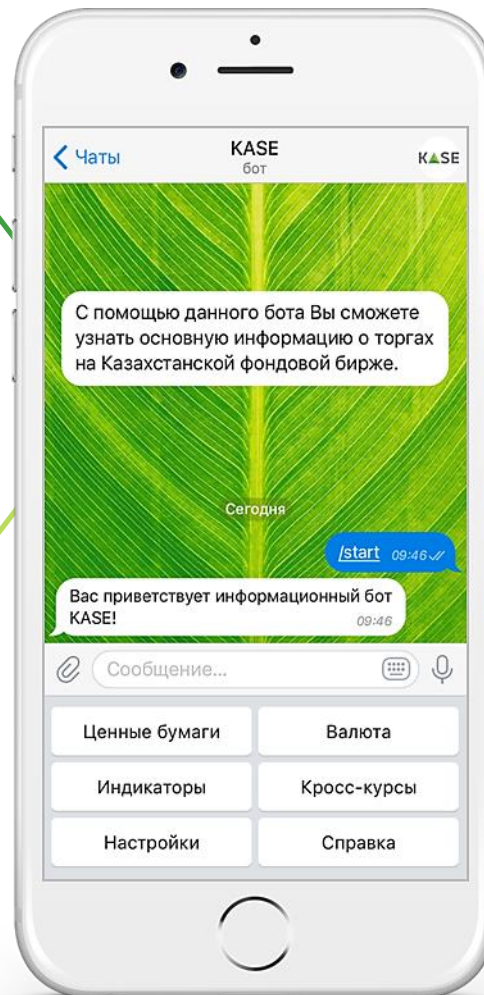 Чаты
KASE
бот
KASE
С помощью данного бота Вы сможете
узнать основную информацию о торгах
на Казахстанской фондовой бирже.
Сегодня
/start 09:46
Вас приветствует информационный бот
KASE!
09:46
Сообщение...
Ценные бумаги
Валюта
Индикаторы
Кросс-курсы
Настройки
Справка